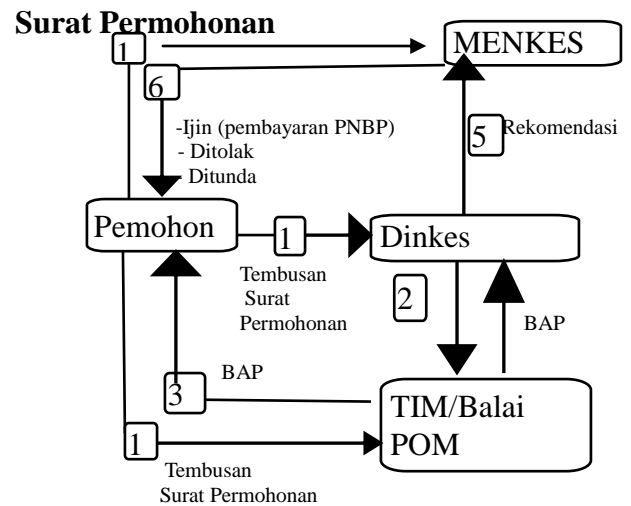 Surat Permohonan
1
MENKES
6
-Ijin (pembayaran PNBP)
- Ditolak
- Ditunda
5
Rekomendasi
Pemohon
1
Dinkes
Tembusan
Surat
Permohonan
2
BAP
3
BAP
TIM/Balai
POM
1
Tembusan
Surat Permohonan